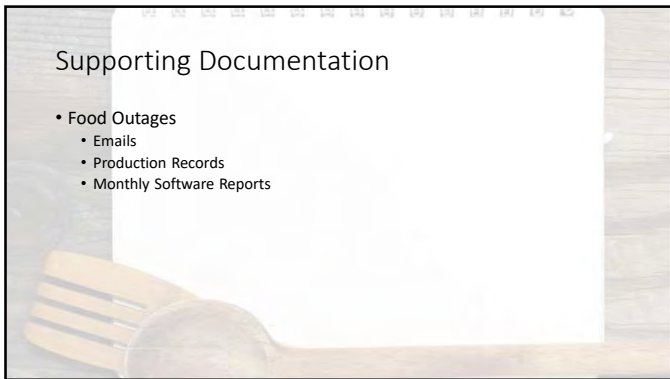 Supporting Documentation
• Food Outages
• Emails
• Production Records
• Monthly Software Reports